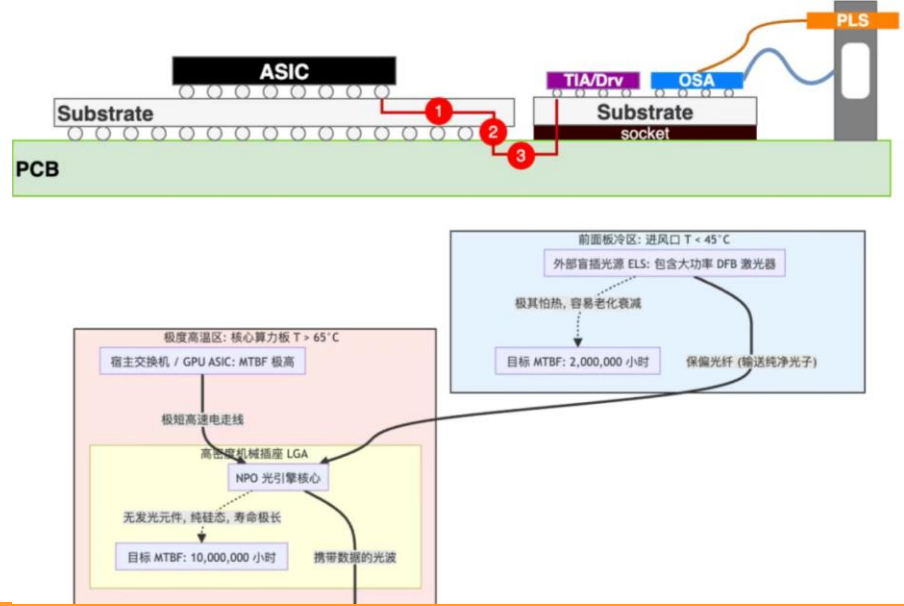 PLS
ASIC
TIA/Drv
OSA
Substrate
1
Substrate
2
socket
3
PCB
前面板冷区: 进风口 T < 45°C
外部盲插光源 ELS: 包含大功率 DFB 激光器
极其怕热, 容易老化衰减
目标 MTBF: 2,000,000 小时
保偏光纤 (输送纯净光子)
极度高温区: 核心算力板 T > 65°C
宿主交换机 / GPU ASIC: MTBF 极高
极短高速电走线
高密度机械插座 LGA
NPO 光引擎核心
无发光元件, 纯硅态, 寿命极长
目标 MTBF: 10,000,000 小时
携带数据的光波